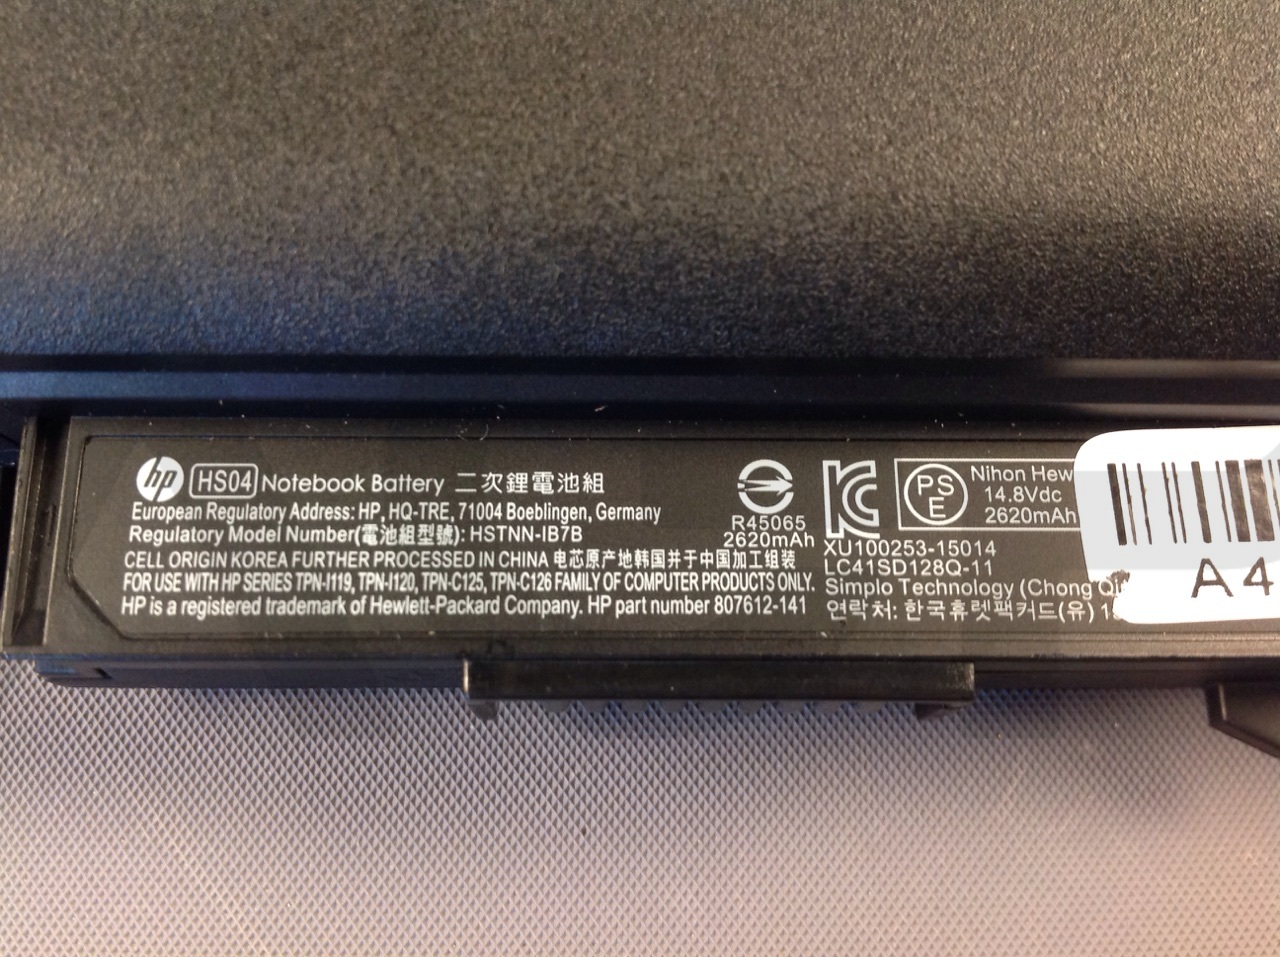 hp HS04 Notebook Battery 二次鋰電池組
European Regulatory Address: HP, HQ-TRE, 71004 Boeblingen, Germany
Regulatory Model Number(電池組型號): HSTNN-IB7B
CELL ORIGIN KOREA FURTHER PROCESSED IN CHINA 电芯原产地韩国并于中国加工组装
FOR USE WITH HP SERIES TPN-I119, TPN-I120, TPN-C125, TPN-C126 FAMILY OF COMPUTER PRODUCTS ONLY.
HP is a registered trademark of Hewlett-Packard Company. HP part number 807612-141
R45065
2620mAh
KC
PS
E
Nihon Hew
14.8Vdc
2620mAh
XU100253-15014
LC41SD128Q-11
Simplo Technology (Chong
연락처: 한국휴렛팩커드(유)
A4